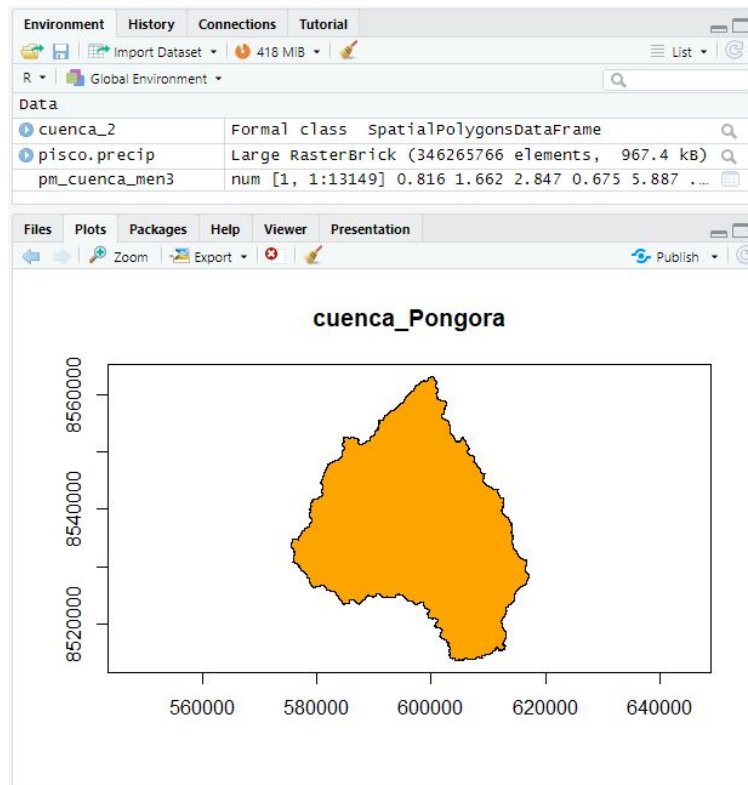 Environment History Connections Tutorial
Import Dataset 418 MiB List
R Global Environment
Data
cuenca_2 Formal class SpatialPolygonsDataFrame
pisco.precip Large RasterBrick (346265766 elements, 967.4 kB)
pm_cuenca_men3 num [1, 1:13149] 0.816 1.662 2.847 0.675 5.887 ...
Files Plots Packages Help Viewer Presentation
Zoom Export Publish
cuenca_Pongora
8560000
8540000
8520000
560000 580000 600000 620000 640000